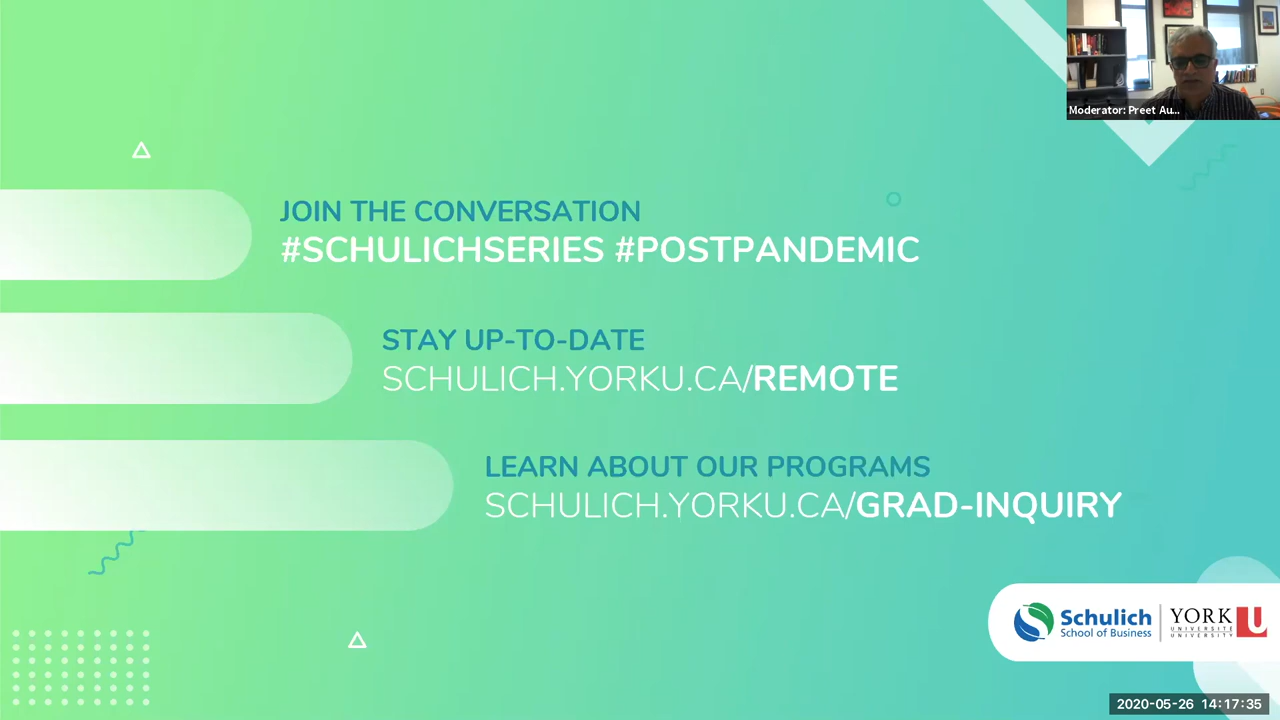 Moderator: Preet Au...
JOIN THE CONVERSATION
#SCHULICHSERIES #POSTPANDEMIC
STAY UP-TO-DATE
SCHULICH.YORKU.CA/REMOTE
LEARN ABOUT OUR PROGRAMS
SCHULICH.YORKU.CA/GRAD-INQUIRY
Schulich
School of Business
YORK U
UNIVERSITÉ
UNIVERSITY
2020-05-26 14:17:35